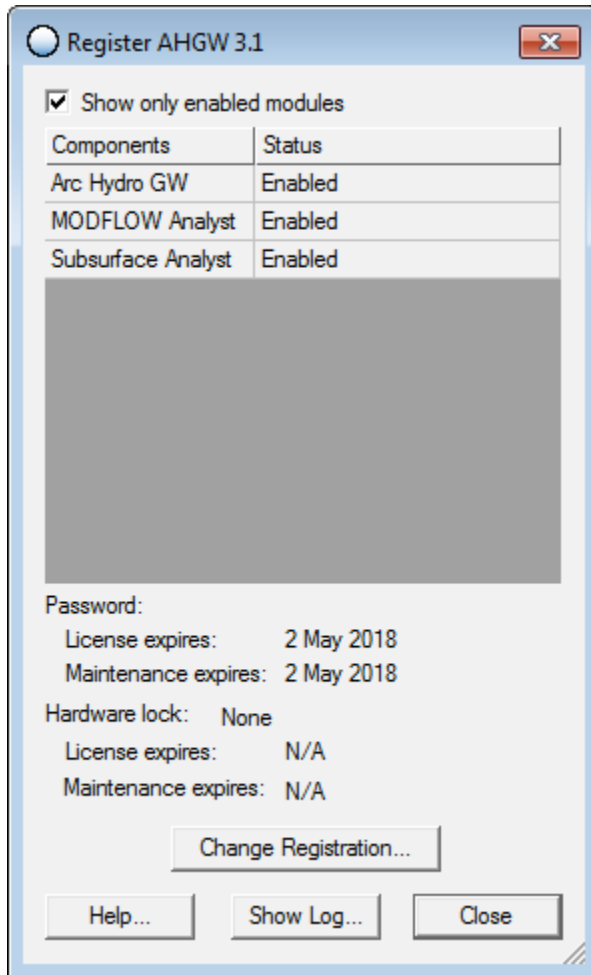 Register AHGW 3.1
Show only enabled modules
Components Status
Arc Hydro GW Enabled
MODFLOW Analyst Enabled
Subsurface Analyst Enabled
Password:
License expires: 2 May 2018
Maintenance expires: 2 May 2018
Hardware lock: None
License expires: N/A
Maintenance expires: N/A
Change Registration...
Help... Show Log... Close